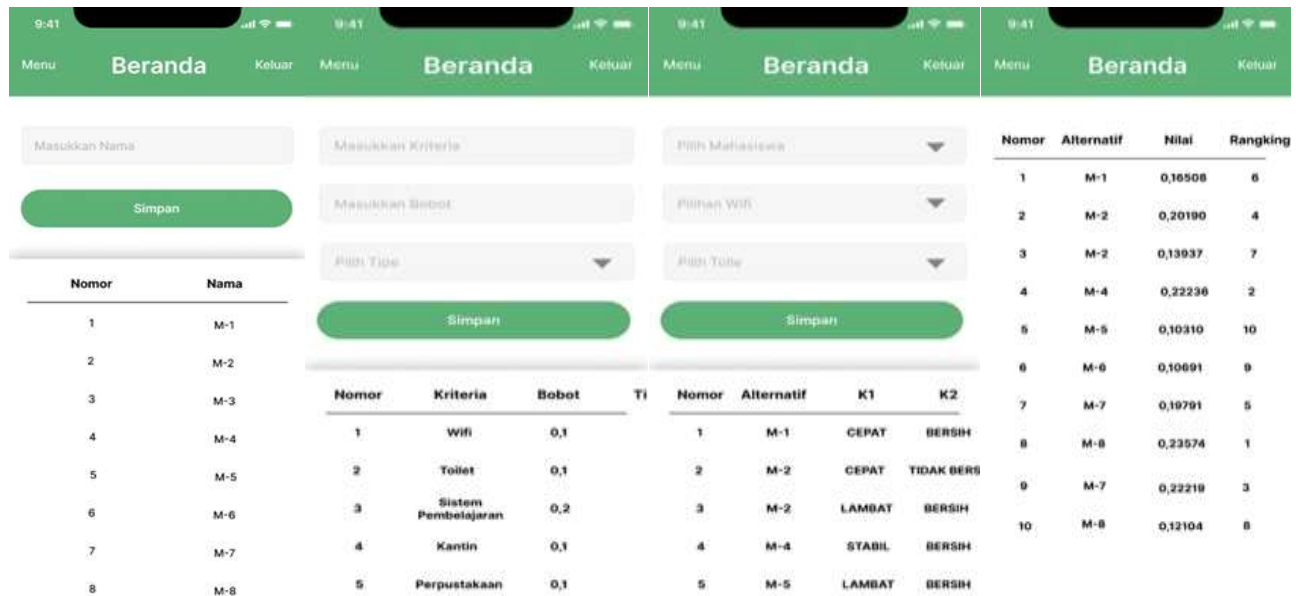 9:41
Menu Beranda Keluar
Masukkan Nama
Simpan
Nomor Nama
1 M-1
2 M-2
3 M-3
4 M-4
5 M-5
6 M-6
7 M-7
8 M-8
9:41
Menu Beranda Keluar
Masukkan Kriteria
Masukkan Bobot
Pilih Tipe
Simpan
Nomor Kriteria Bobot Ti
1 Wifi 0,1
2 Toilet 0,1
3 Sistem Pembelajaran 0,2
4 Kantin 0,1
5 Perpustakaan 0,1
9:41
Menu Beranda Keluar
Pilih Mahasiswa
Pilihan Wifi
Pilih Toile
Simpan
Nomor Alternatif K1 K2
1 M-1 CEPAT BERSIH
2 M-2 CEPAT TIDAK BERS
3 M-2 LAMBAT BERSIH
4 M-4 STABIL BERSIH
5 M-5 LAMBAT BERSIH
9:41
Menu Beranda Keluar
Nomor Alternatif Nilai Rangking
1 M-1 0,16508 6
2 M-2 0,20190 4
3 M-2 0,13937 7
4 M-4 0,22236 2
5 M-5 0,10310 10
6 M-6 0,10691 9
7 M-7 0,19791 5
8 M-8 0,23574 1
9 M-7 0,22219 3
10 M-8 0,12104 8